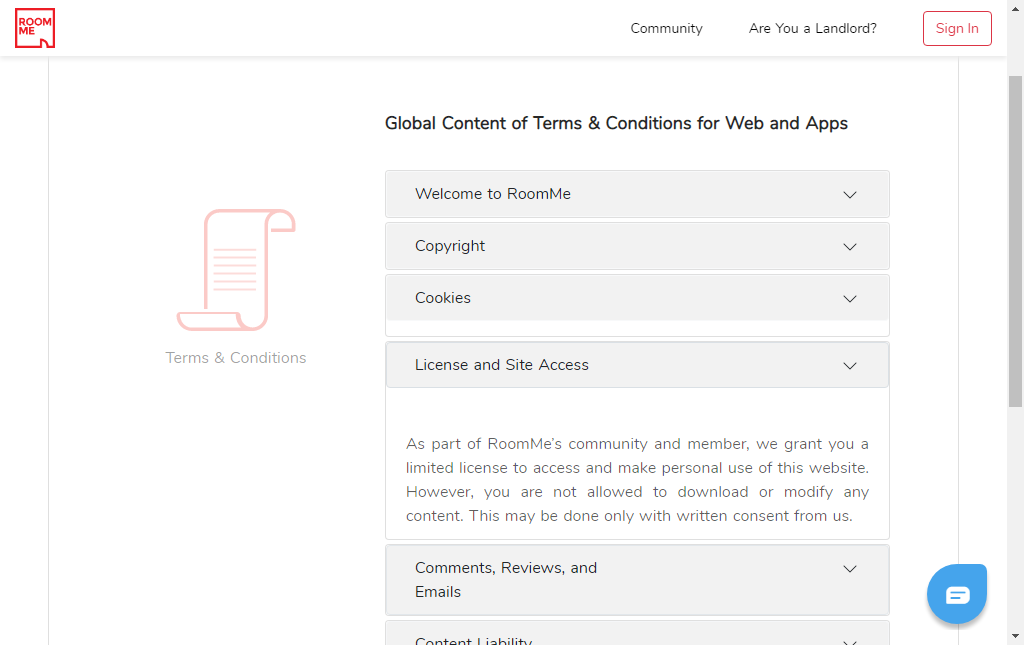 ROOM
ME
Community
Are You a Landlord?
Sign In
Global Content of Terms & Conditions for Web and Apps
Welcome to RoomMe
Copyright
Cookies
Terms & Conditions
License and Site Access
As part of RoomMe's community and member, we grant you a
limited license to access and make personal use of this website.
However, you are not allowed to download or modify any
content. This may be done only with written consent from us.
Comments, Reviews, and
Emails
Content Liability